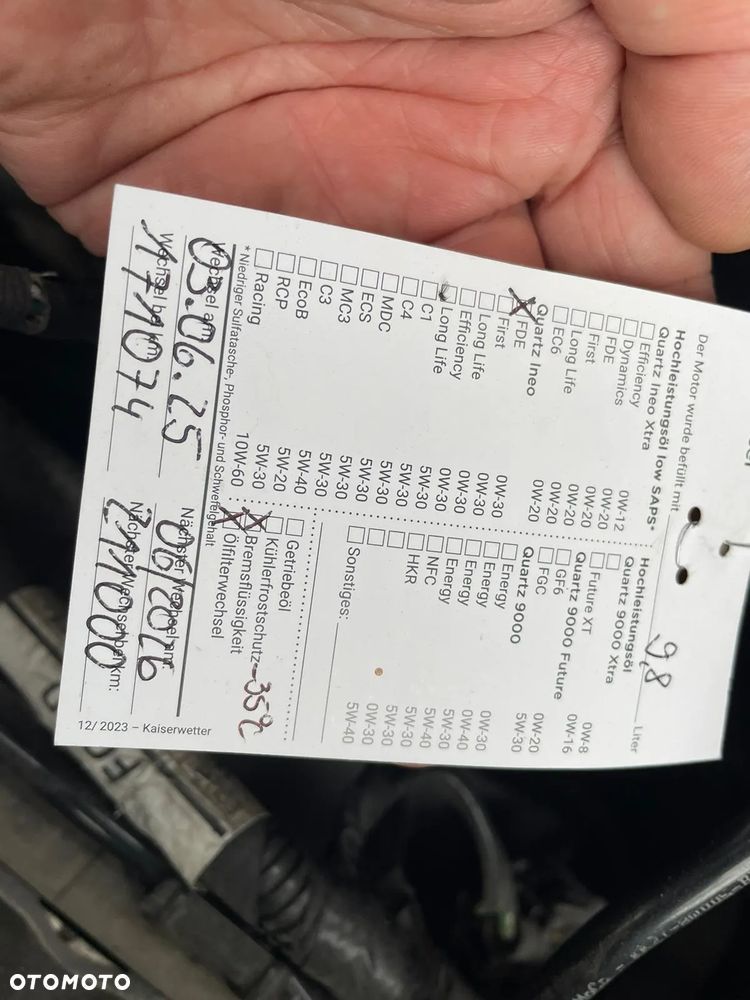 Der Motor wurde befüllt mit 9,8 Liter
Hochleistungsöl low SAPS*
Quartz Ineo Xtra
Efficiency 0W-12
Dynamics 0W-20
FDE 0W-20
First 0W-20
Long Life 0W-20
EC6 0W-20
Quartz Ineo
FDE 0W-30
First 0W-30
Long Life 0W-30
Efficiency 5W-30
Long Life 5W-30
C1 5W-30
C4 5W-30
MDC 5W-30
ECS 5W-30
MC3 5W-30
C3 5W-40
EcoB 5W-20
RCP 5W-30
Racing 10W-60
Hochleistungsöl
Quartz 9000 Xtra
0W-8
Future XT 0W-16
Quartz 9000 Future
GF6 0W-20
FGC 5W-30
Quartz 9000
Energy 0W-30
Energy 0W-40
Energy 5W-30
Energy 5W-40
NFC 5W-30
HKR 5W-30
0W-30
5W-40
Sonstiges:
Getriebeöl
Kühlerfrostschutz -35°C
Bremsflüssigkeit
Ölfilterwechsel
*Niedriger Sulfatasche-, Phosphor- und Schwefelgehalt
Wechsel am: 03.06.25
Nächster Wechsel am: 06/2026
Wechsel bei km: 171074
Nächster Wechsel bei km:
12/2023 – Kaiserwetter
OTOMOTO